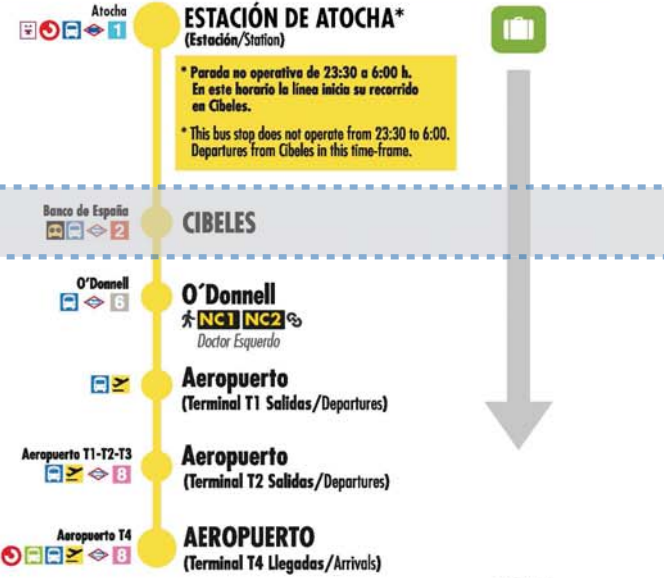 Atocha
1
ESTACIÓN DE ATOCHA*
(Estación/Station)
* Parada no operativa de 23:30 a 6:00 h.
En este horario la línea inicia su recorrido
en Cibeles.
* This bus stop does not operate from 23:30 to 6:00.
Departures from Cibeles in this time-frame.
Banco de España
2
CIBELES
O'Donnell
6
O´Donnell
NC1 NC2
Doctor Esquerdo
Aeropuerto
(Terminal T1 Salidas/Departures)
Aeropuerto T1-T2-T3
8
Aeropuerto
(Terminal T2 Salidas/Departures)
Aeropuerto T4
8
AEROPUERTO
(Terminal T4 Llegadas/Arrivals)